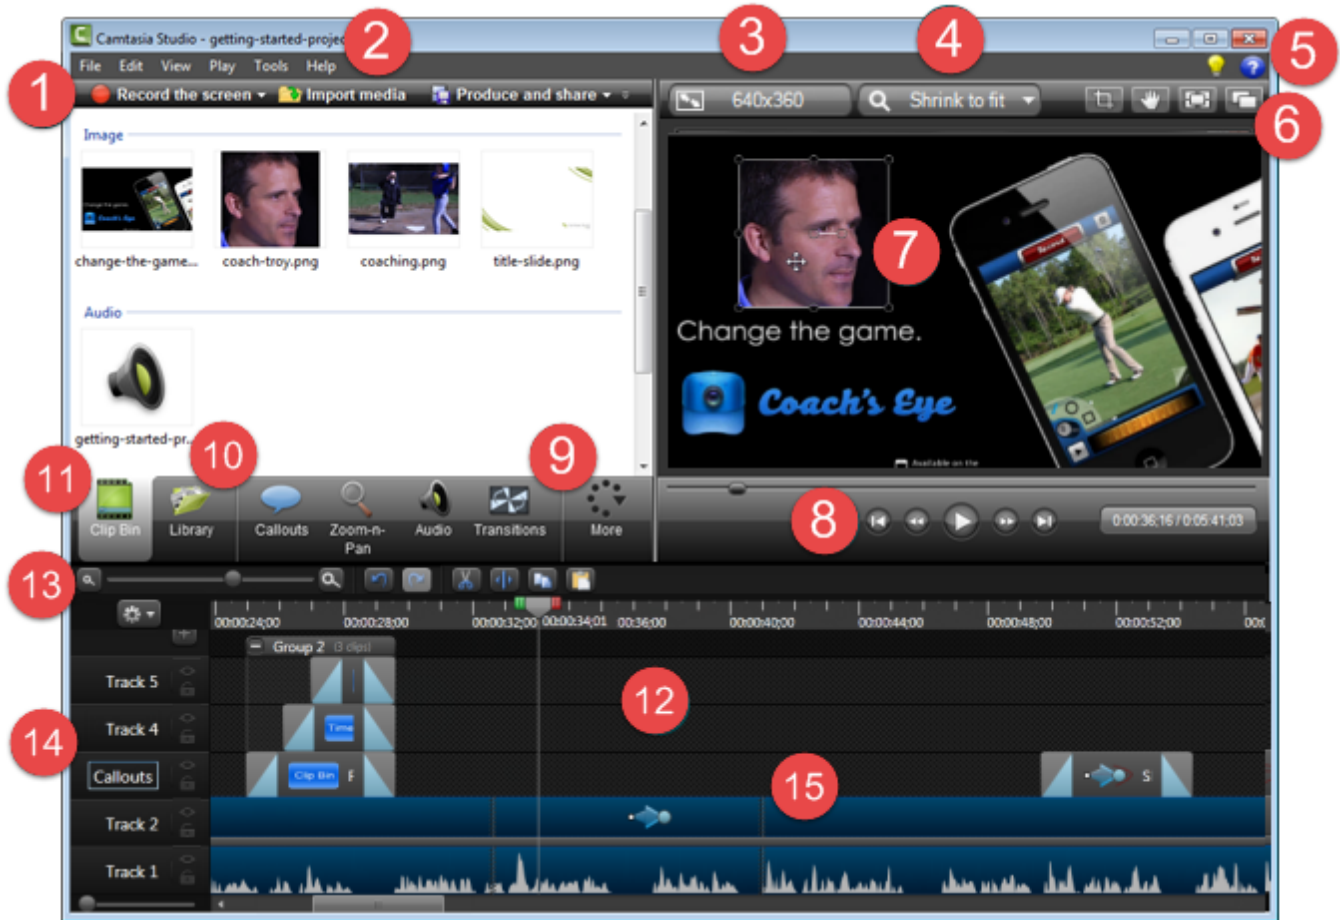 Camtasia Studio - getting-started-projec
2
3
4
5
File Edit View Play Tools Help
1
Record the screen Import media Produce and share
640x360 Shrink to fit
6
Image
change-the-game... coach-troy.png coaching.png title-slide.png
7
Change the game.
Coach's Eye
Available on the
Audio
getting-started-pr...
11
10
9
Clip Bin Library Callouts Zoom-n-Pan Audio Transitions More
8
0:00:36;16 / 0:05:41;03
13
00:00:24;00 00:00:28;00 00:00:32;00 00:00:34;01 00:36;00 00:00:40;00 00:00:44;00 00:00:48;00 00:00:52;00 00:0
Group 2 (3 clips)
Track 5
12
Track 4 Time
14
Callouts Clip Bin F S
15
Track 2
Track 1